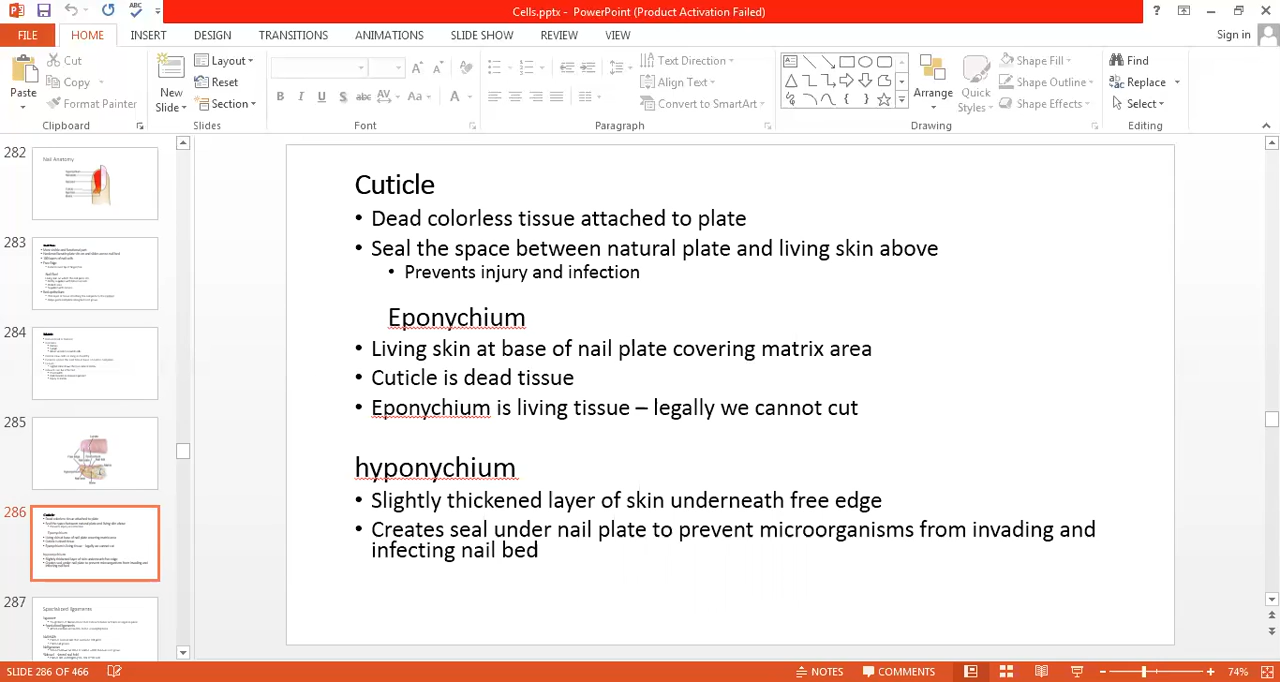 ABC
Cells.pptx - PowerPoint (Product Activation Failed)
?
FILE HOME INSERT DESIGN TRANSITIONS ANIMATIONS SLIDE SHOW REVIEW VIEW Sign in
Paste
Cut
Copy
Format Painter
Clipboard
New Slide
Layout
Reset
Section
Slides
B I U S abc AV Aa A
Font
Text Direction
Align Text
Convert to SmartArt
Paragraph
Arrange
Quick Styles
Shape Fill
Shape Outline
Shape Effects
Drawing
Find
Replace
Select
Editing
282
Nail Anatomy
283
284
285
286
287
Specialized ligaments
Cuticle
• Dead colorless tissue attached to plate
• Seal the space between natural plate and living skin above
• Prevents injury and infection
Eponychium
• Living skin at base of nail plate covering matrix area
• Cuticle is dead tissue
• Eponychium is living tissue – legally we cannot cut
hyponychium
• Slightly thickened layer of skin underneath free edge
• Creates seal under nail plate to prevent microorganisms from invading and
infecting nail bed
SLIDE 286 OF 466 NOTES COMMENTS 74%